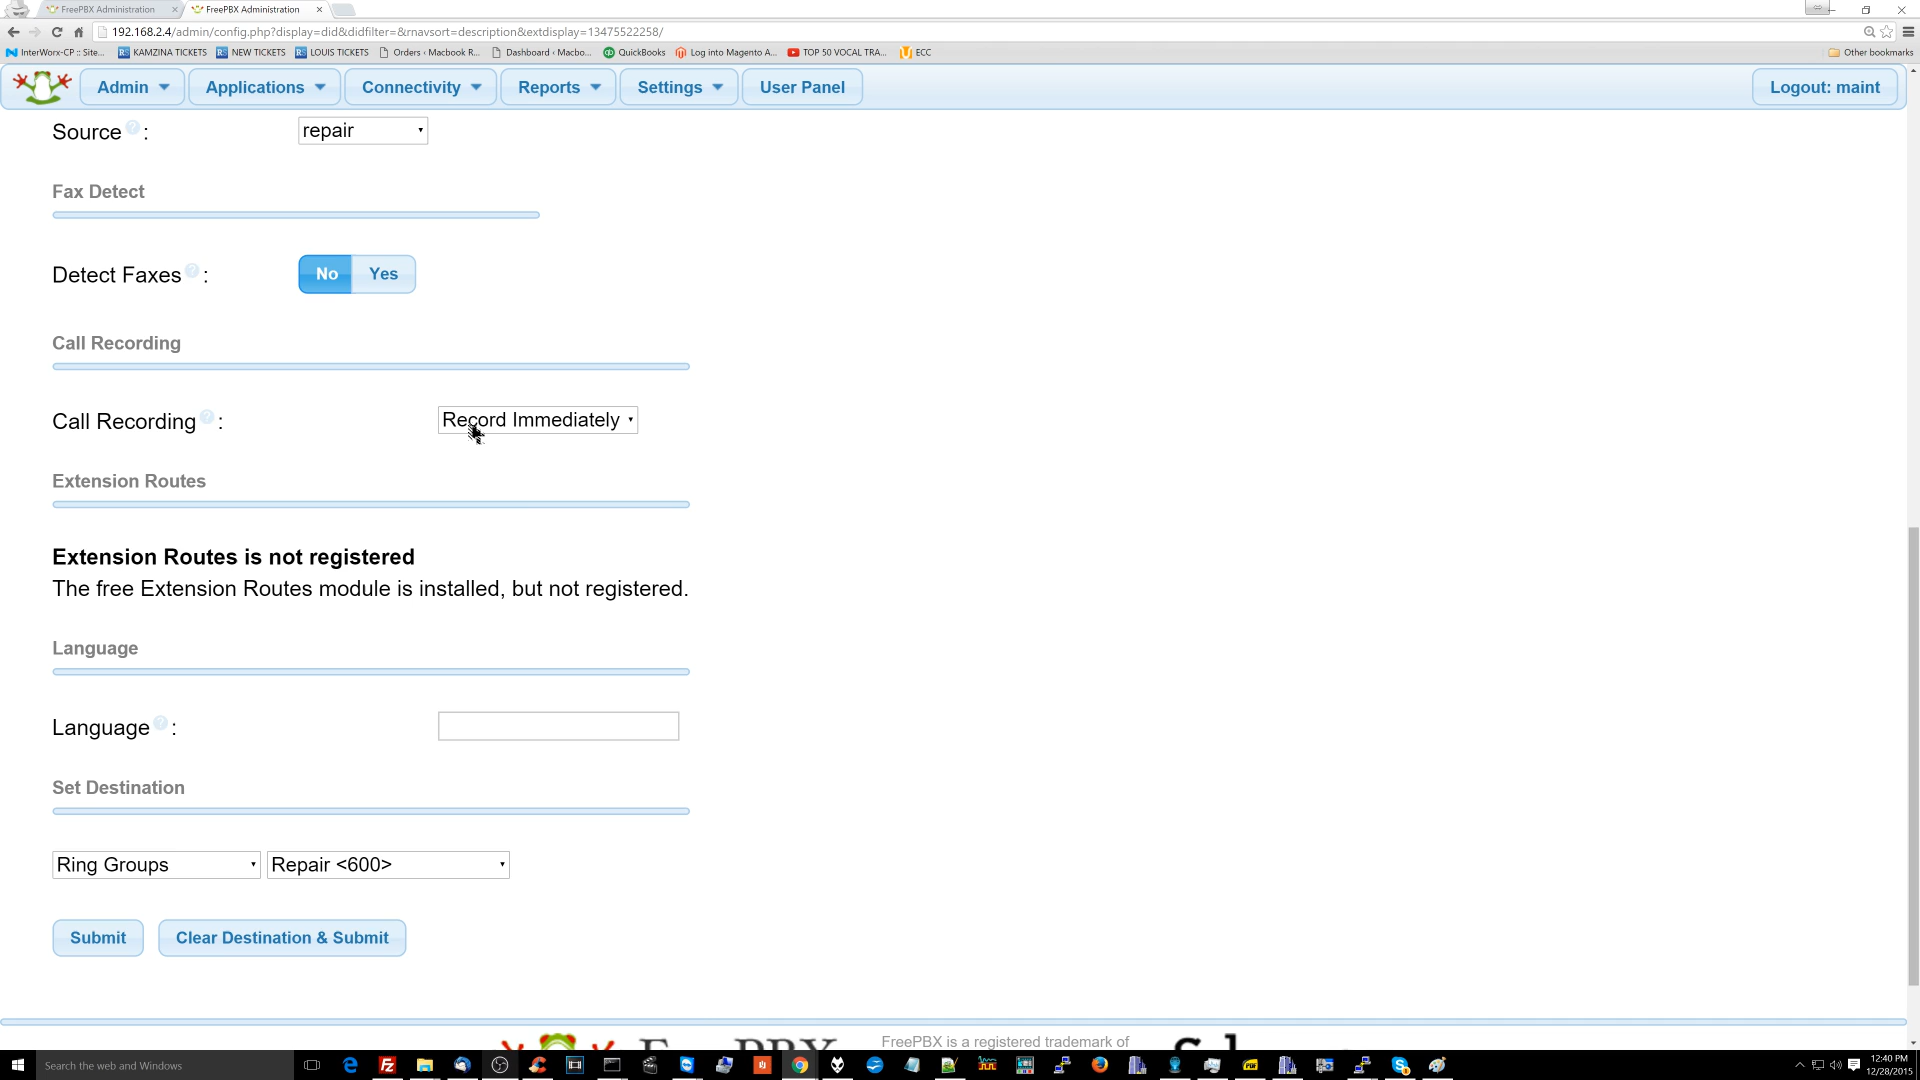 FreePBX Administration
FreePBX Administration
192.168.2.4/admin/config.php?display=did&didfilter=&rnavsort=description&extdisplay=13475522258/
InterWorx-CP :: Site... KAMZINA TICKETS NEW TICKETS LOUIS TICKETS Orders ‹ Macbook R... Dashboard ‹ Macbo... QuickBooks Log into Magento A... TOP 50 VOCAL TRA... ECC Other bookmarks
Admin Applications Connectivity Reports Settings User Panel Logout: maint
Source ? : repair
Fax Detect
Detect Faxes ? : No Yes
Call Recording
Call Recording ? : Record Immediately
Extension Routes
Extension Routes is not registered
The free Extension Routes module is installed, but not registered.
Language
Language ? :
Set Destination
Ring Groups Repair <600>
Submit Clear Destination & Submit
FreePBX is a registered trademark of
Search the web and Windows
12:40 PM
12/28/2015